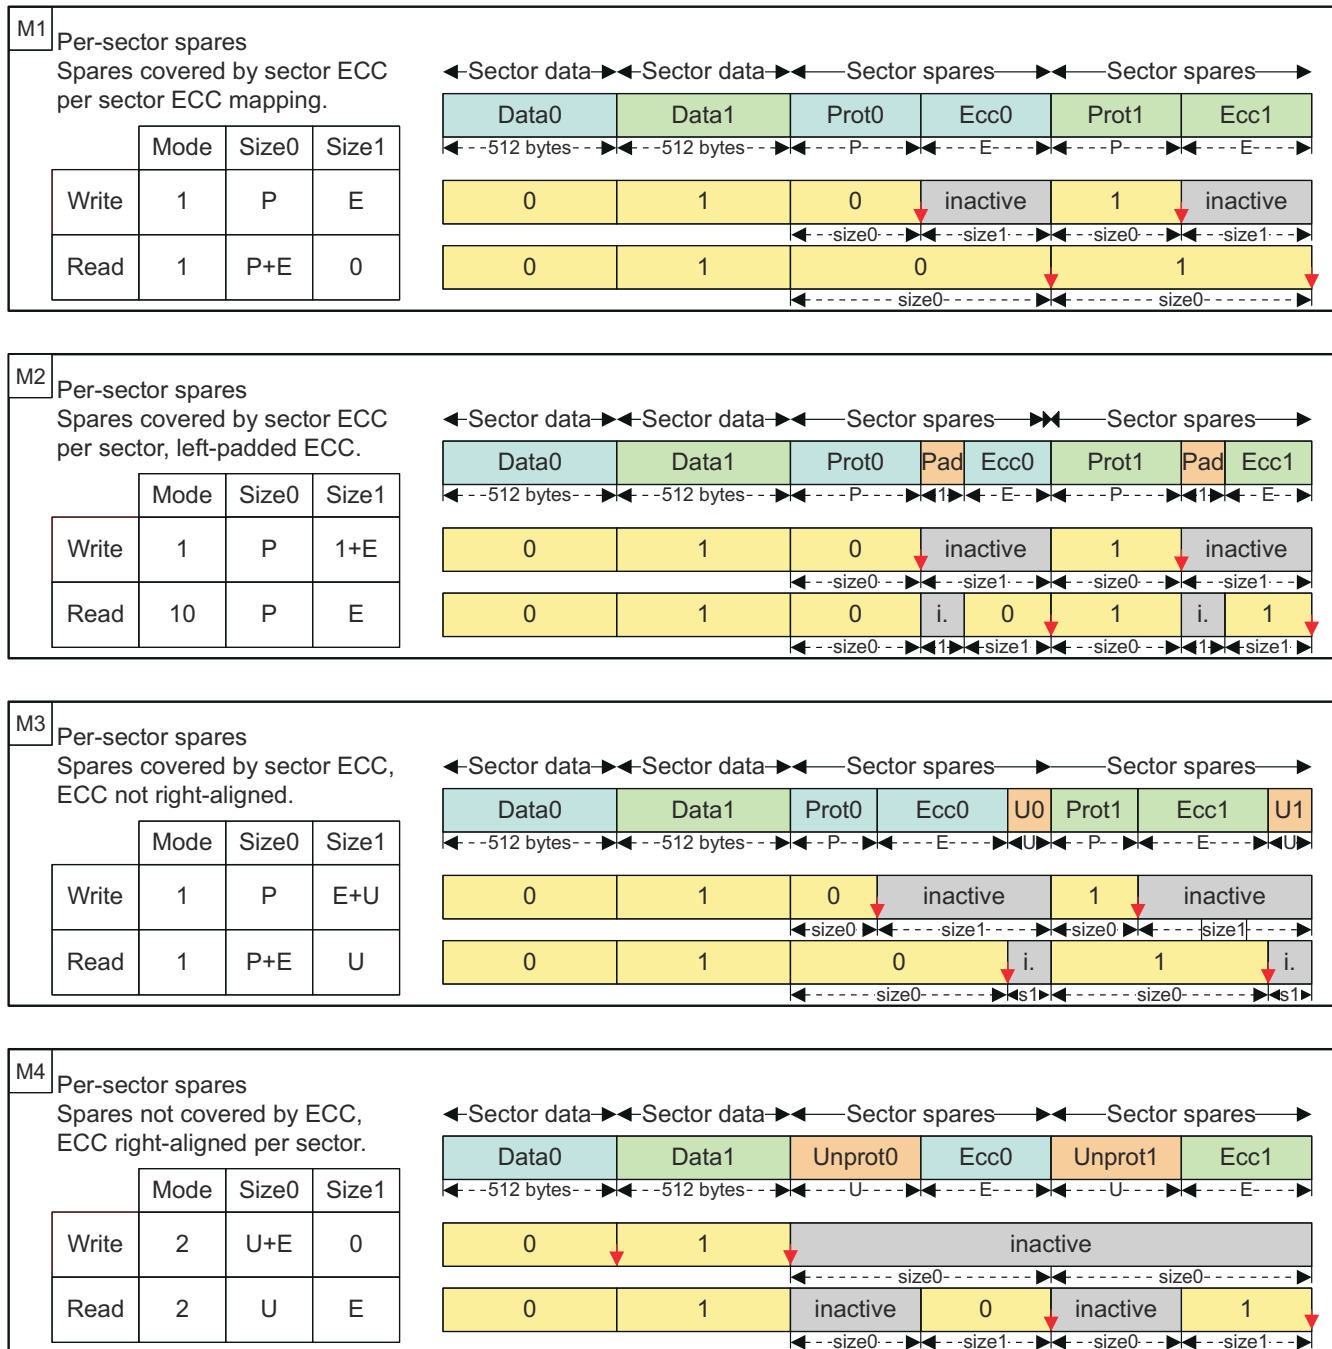 M1
Per-sector spares
Spares covered by sector ECC
per sector ECC mapping.
Mode Size0 Size1
Write 1 P E
Read 1 P+E 0
Sector data Sector data Sector spares Sector spares
Data0 Data1 Prot0 Ecc0 Prot1 Ecc1
512 bytes 512 bytes P E P E
0 1 0 inactive 1 inactive
size0 size1 size0 size1
0 1 0 1
size0 size0
M2
Per-sector spares
Spares covered by sector ECC
per sector, left-padded ECC.
Mode Size0 Size1
Write 1 P 1+E
Read 10 P E
Sector data Sector data Sector spares Sector spares
Data0 Data1 Prot0 Pad Ecc0 Prot1 Pad Ecc1
512 bytes 512 bytes P 1 E P 1 E
0 1 0 inactive 1 inactive
size0 size1 size0 size1
0 1 0 i. 0 1 i. 1
size0 1 size1 size0 1 size1
M3
Per-sector spares
Spares covered by sector ECC,
ECC not right-aligned.
Mode Size0 Size1
Write 1 P E+U
Read 1 P+E U
Sector data Sector data Sector spares Sector spares
Data0 Data1 Prot0 Ecc0 U0 Prot1 Ecc1 U1
512 bytes 512 bytes P E U P E U
0 1 0 inactive 1 inactive
size0 size1 size0 size1
0 1 0 i. 1 i.
size0 s1 size0 s1
M4
Per-sector spares
Spares not covered by ECC,
ECC right-aligned per sector.
Mode Size0 Size1
Write 2 U+E 0
Read 2 U E
Sector data Sector data Sector spares Sector spares
Data0 Data1 Unprot0 Ecc0 Unprot1 Ecc1
512 bytes 512 bytes U E U E
0 1 inactive
size0 size0
0 1 inactive 0 inactive 1
size0 size1 size0 size1